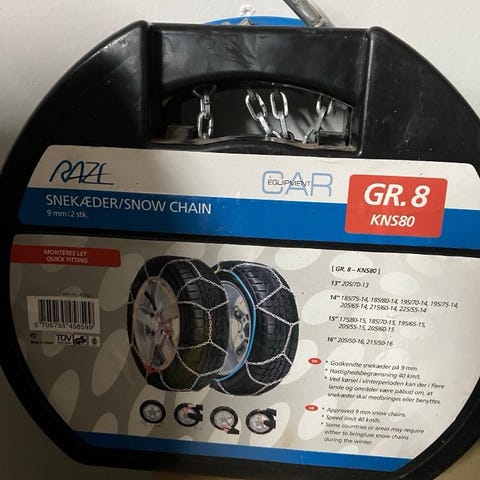 RAZE
EQUIPMENT
CAR
SNEKÆDER/SNOW CHAIN
9 mm/2 stk.
GR. 8
KNS80
MONTERES LET
QUICK FITTING
[ GR. 8 – KNS80 ]
13" 205/70-13
14" 185/75-14, 185/80-14, 195/70-14, 195/75-14,
205/65-14, 215/60-14, 225/55-14
15" 175/80-15, 185/70-15, 195/65-15,
205/55-15, 205/60-15
16" 205/50-16, 215/50-16
5 705755 456599
TÜV
GS
* Godkendte snekæder på 9 mm.
* Hastighedsbegrænsning 40 km/t.
* Ved kørsel i vinterperioden kan der i flere
lande og områder være påbud om, at
snekæder skal medbringes eller benyttes.
GB
* Approved 9 mm snow chains.
* Speed limit 40 km/h.
* Some countries or areas may require
either to bring/use snow chains
during the winter.